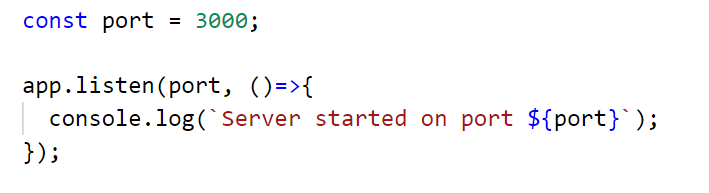 const port = 3000;
app.listen(port, ()=>{
console.log(`Server started on port ${port}`);
});